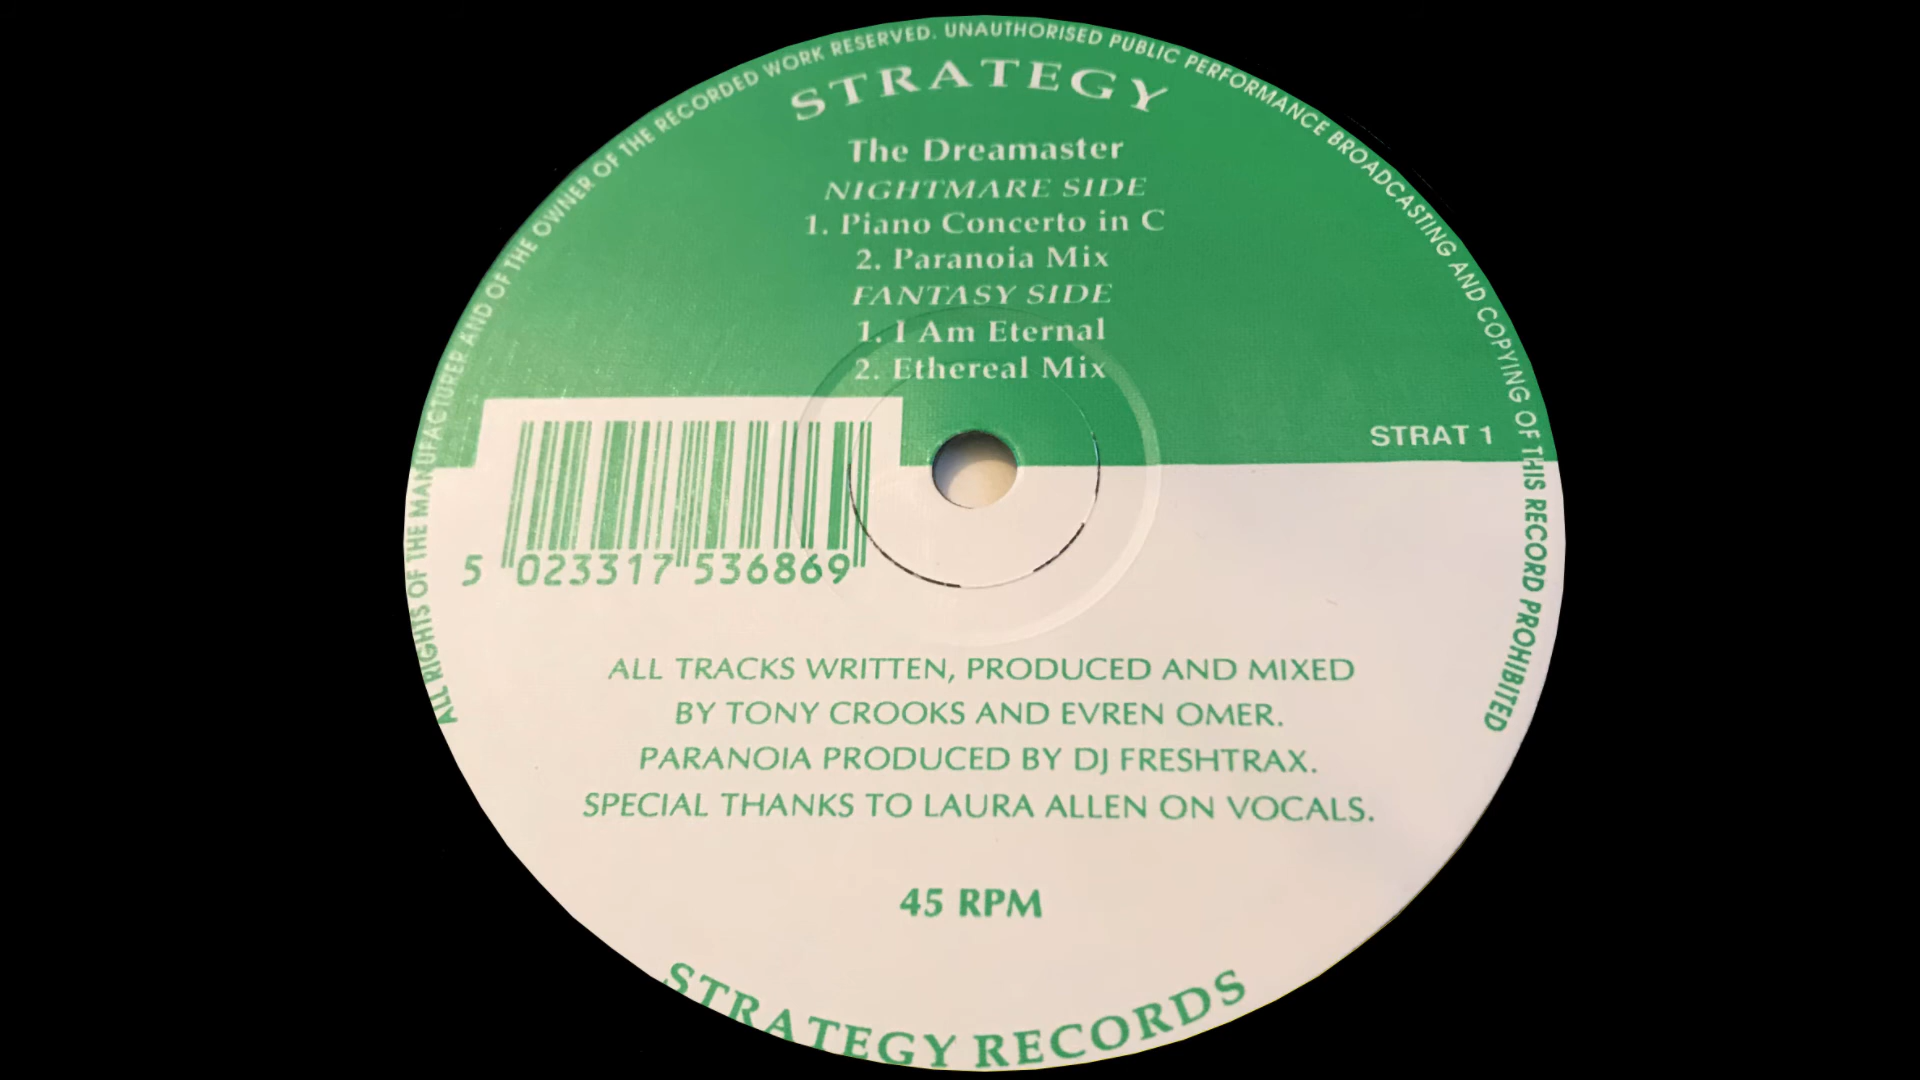 ALL RIGHTS OF THE MANUFACTURER AND OF THE OWNER OF THE RECORDED WORK RESERVED. UNAUTHORISED PUBLIC PERFORMANCE BROADCASTING AND COPYING OF THIS RECORD PROHIBITED
STRATEGY
The Dreamaster
NIGHTMARE SIDE
1. Piano Concerto in C
2. Paranoia Mix
FANTASY SIDE
1. I Am Eternal
2. Ethereal Mix
STRAT 1
5 023317 536869
ALL TRACKS WRITTEN, PRODUCED AND MIXED
BY TONY CROOKS AND EVREN OMER.
PARANOIA PRODUCED BY DJ FRESHTRAX.
SPECIAL THANKS TO LAURA ALLEN ON VOCALS.
45 RPM
STRATEGY RECORDS